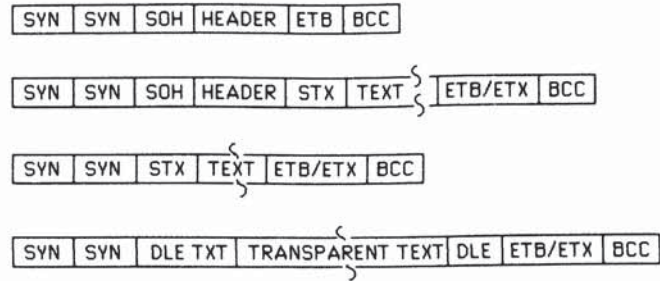 SYN SYN SOH HEADER ETB BCC
SYN SYN SOH HEADER STX TEXT ETB/ETX BCC
SYN SYN STX TEXT ETB/ETX BCC
SYN SYN DLE TXT TRANSPARENT TEXT DLE ETB/ETX BCC